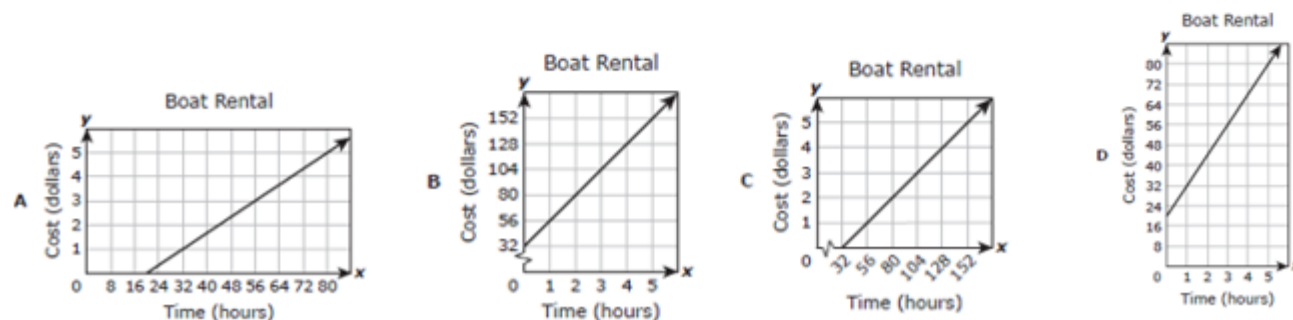 A
Boat Rental
y
Cost (dollars)
5
4
3
2
1
0 8 16 24 32 40 48 56 64 72 80
x
Time (hours)
B
Boat Rental
y
Cost (dollars)
152
128
104
80
56
32
0 1 2 3 4 5
x
Time (hours)
C
Boat Rental
y
Cost (dollars)
5
4
3
2
1
0 32 56 80 104 128 152
x
Time (hours)
D
Boat Rental
y
Cost (dollars)
80
72
64
56
48
40
32
24
16
8
0 1 2 3 4 5
Time (hours)